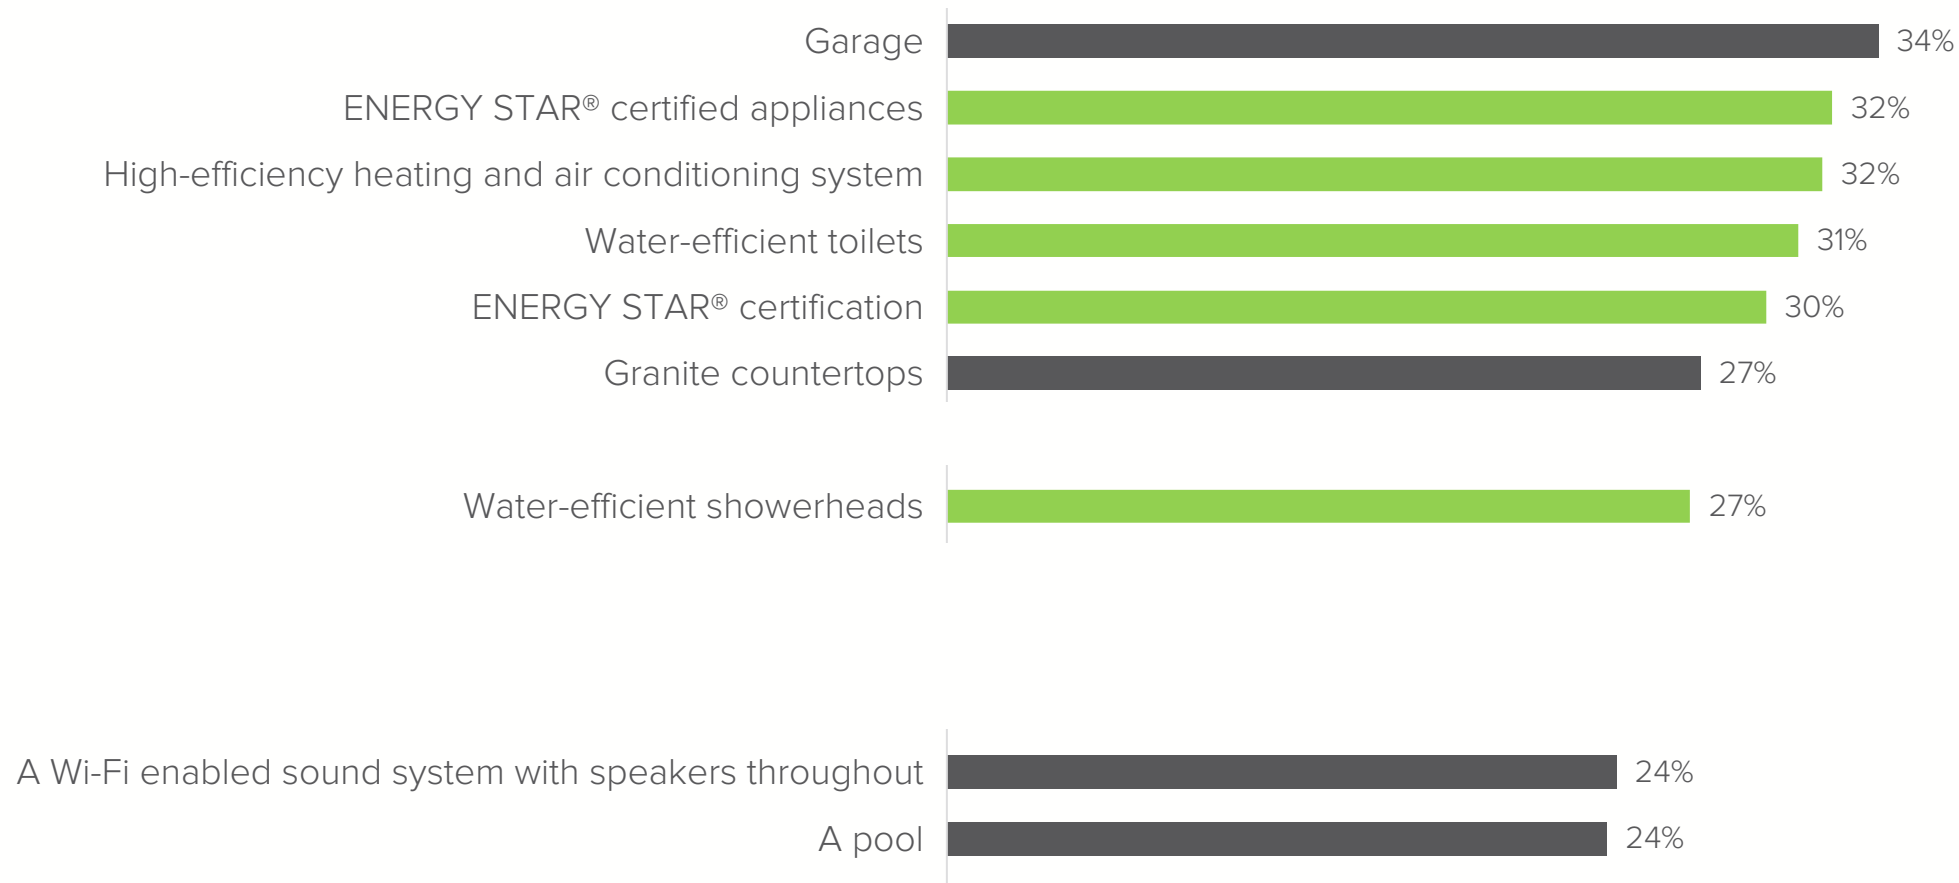 Garage 34%
ENERGY STAR® certified appliances 32%
High-efficiency heating and air conditioning system 32%
Water-efficient toilets 31%
ENERGY STAR® certification 30%
Granite countertops 27%
Water-efficient showerheads 27%
A Wi-Fi enabled sound system with speakers throughout 24%
A pool 24%